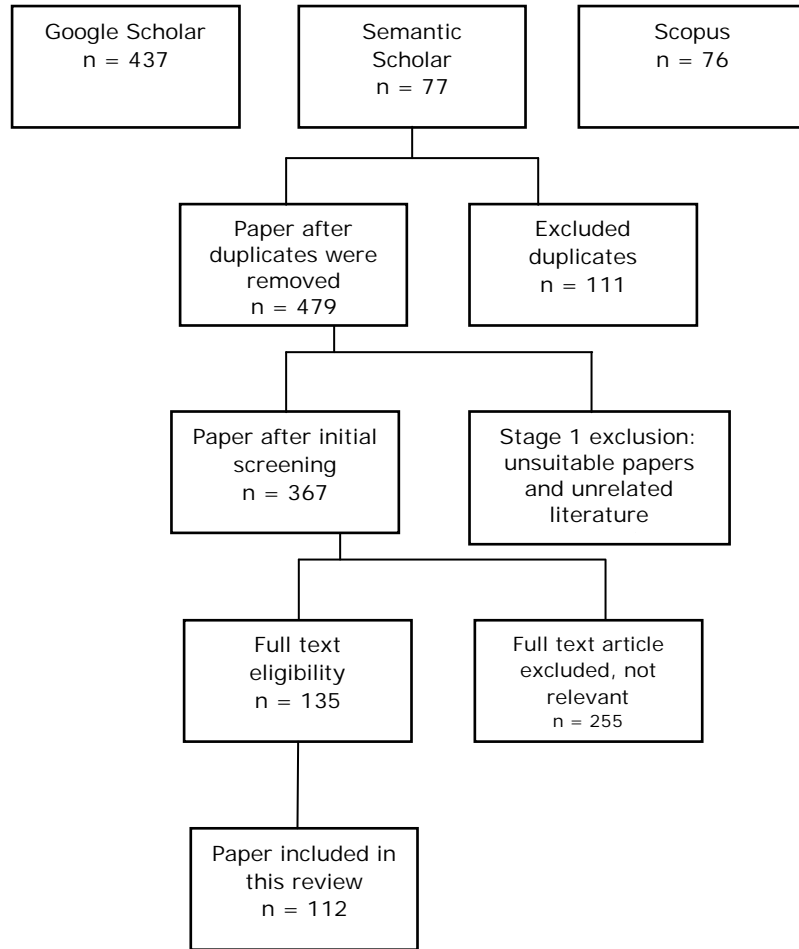 Google Scholar
n = 437
Semantic
Scholar
n = 77
Scopus
n = 76
Paper after
duplicates were
removed
n = 479
Excluded
duplicates
n = 111
Paper after initial
screening
n = 367
Stage 1 exclusion:
unsuitable papers
and unrelated
literature
Full text
eligibility
n = 135
Full text article
excluded, not
relevant
n = 255
Paper included in
this review
n = 112